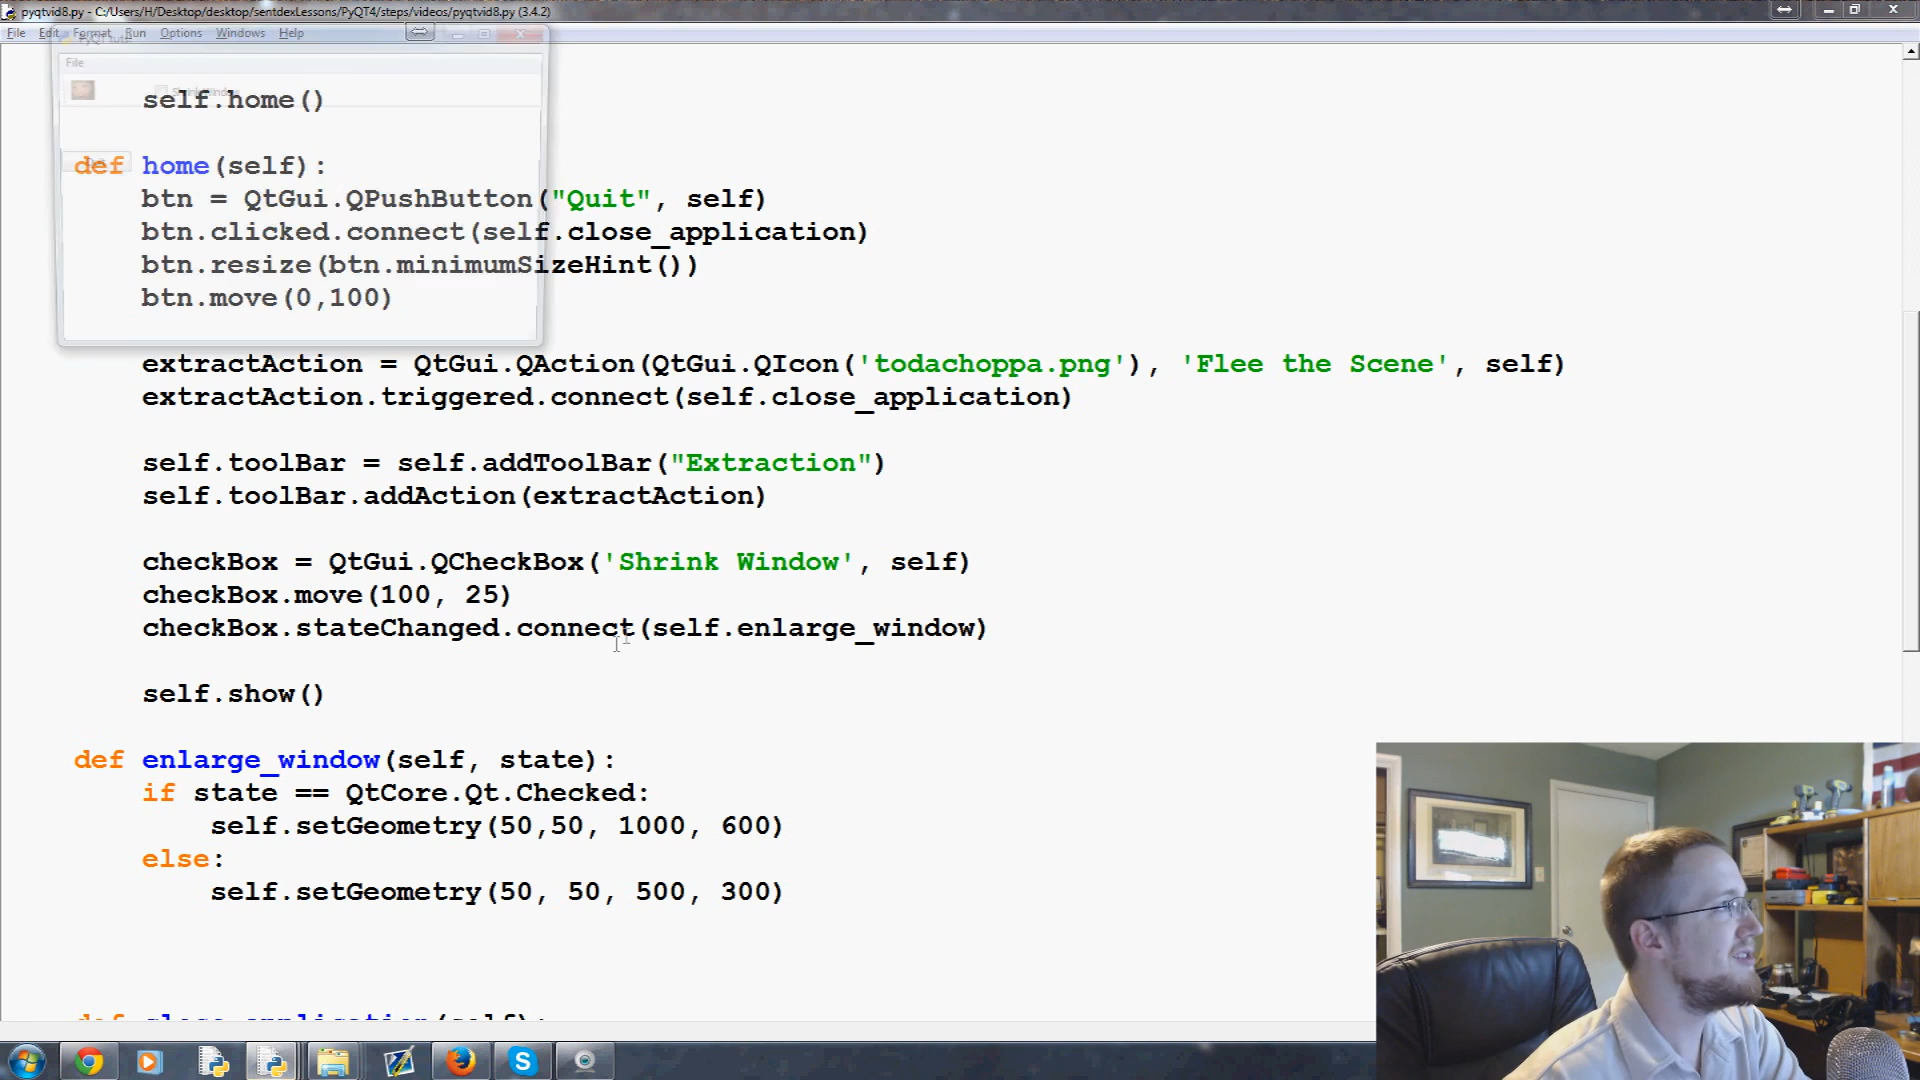 pyqtvid8.py - C:/Users/H/Desktop/desktop/sentdexLessons/PyQT4/steps/videos/pyqtvid8.py (3.4.2)
File Edit Format Run Options Windows Help
File
self.home()
def home(self):
btn = QtGui.QPushButton("Quit", self)
btn.clicked.connect(self.close_application)
btn.resize(btn.minimumSizeHint())
btn.move(0,100)
extractAction = QtGui.QAction(QtGui.QIcon('todachoppa.png'), 'Flee the Scene', self)
extractAction.triggered.connect(self.close_application)
self.toolBar = self.addToolBar("Extraction")
self.toolBar.addAction(extractAction)
checkBox = QtGui.QCheckBox('Shrink Window', self)
checkBox.move(100, 25)
checkBox.stateChanged.connect(self.enlarge_window)
self.show()
def enlarge_window(self, state):
if state == QtCore.Qt.Checked:
self.setGeometry(50,50, 1000, 600)
else:
self.setGeometry(50, 50, 500, 300)
def close_application(self):